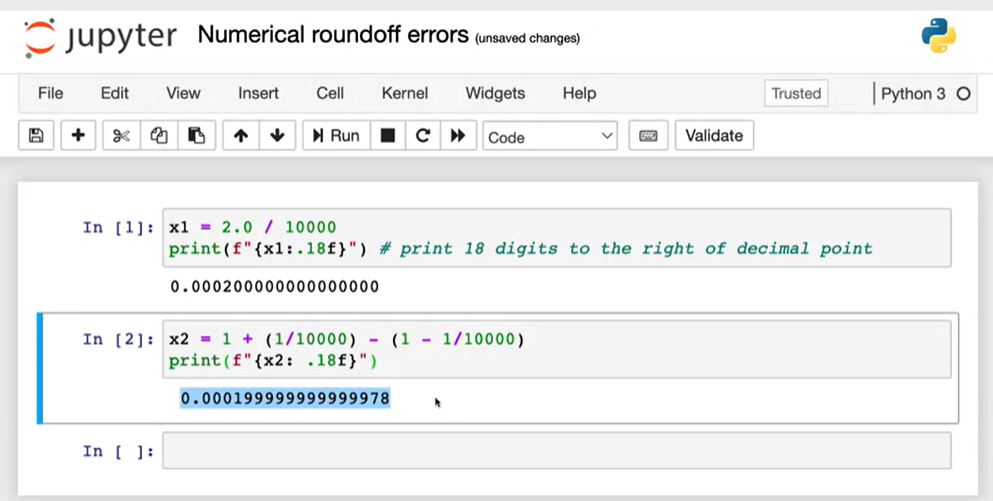 jupyter Numerical roundoff errors (unsaved changes)
File Edit View Insert Cell Kernel Widgets Help Trusted Python 3
Run Code Validate
In [1]: x1 = 2.0 / 10000
print(f"{x1:.18f}") # print 18 digits to the right of decimal point
0.000200000000000000
In [2]: x2 = 1 + (1/10000) - (1 - 1/10000)
print(f"{x2: .18f}")
0.000199999999999978
In [ ]: